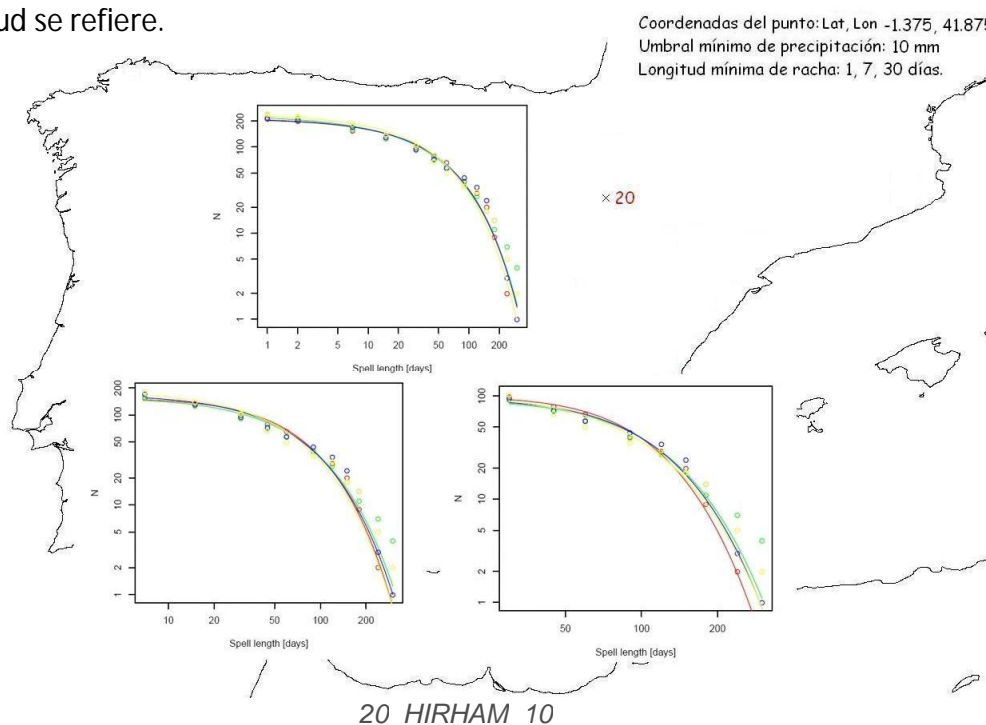 ud se refiere.
Coordenadas del punto: Lat, Lon -1.375, 41.875
Umbral mínimo de precipitación: 10 mm
Longitud mínima de racha: 1, 7, 30 días.
× 20
N
200
100
50
20
10
5
2
1
1 2 5 10 20 50 100 200
Spell length [days]
N
200
100
50
20
10
5
2
1
10 20 50 100 200
Spell length [days]
N
100
50
20
10
5
2
1
50 100 200
Spell length [days]
20 HIRHAM 10